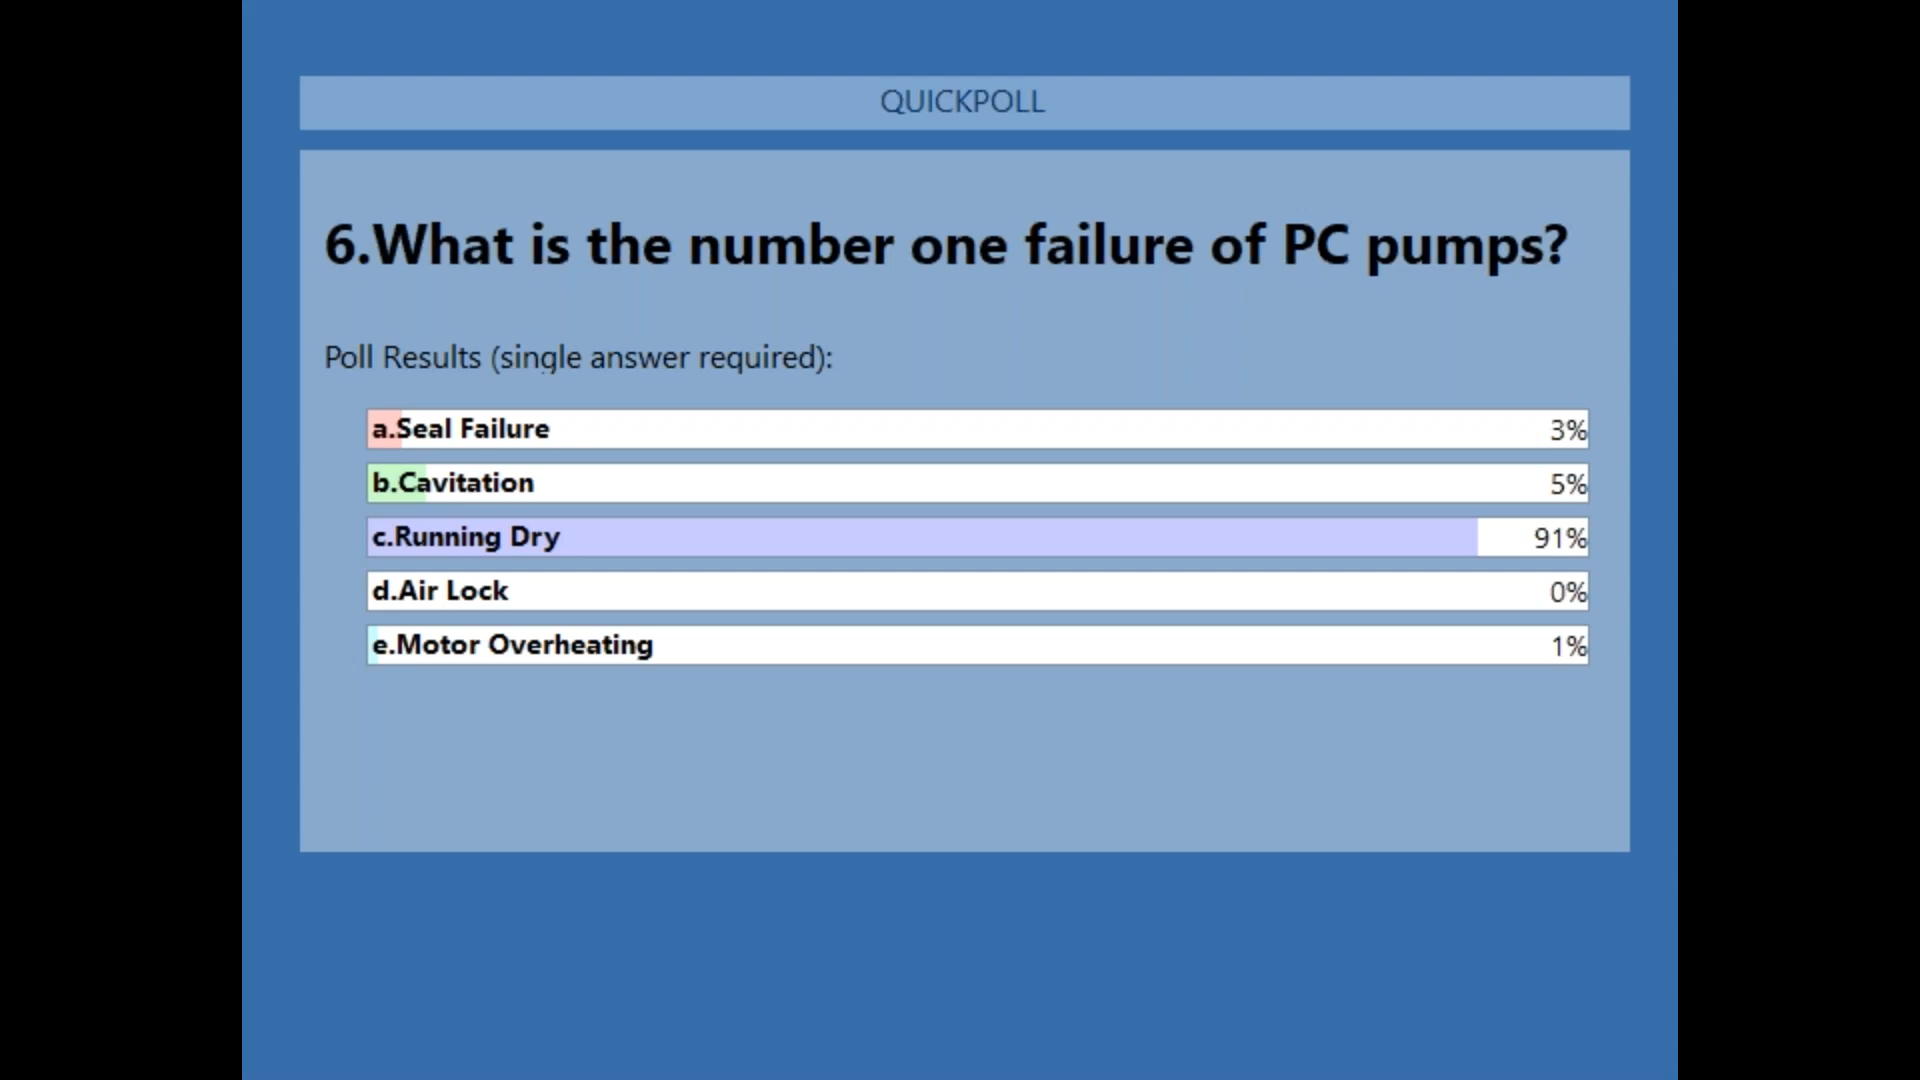 QUICKPOLL
6.What is the number one failure of PC pumps?
Poll Results (single answer required):
a.Seal Failure 3%
b.Cavitation 5%
c.Running Dry 91%
d.Air Lock 0%
e.Motor Overheating 1%